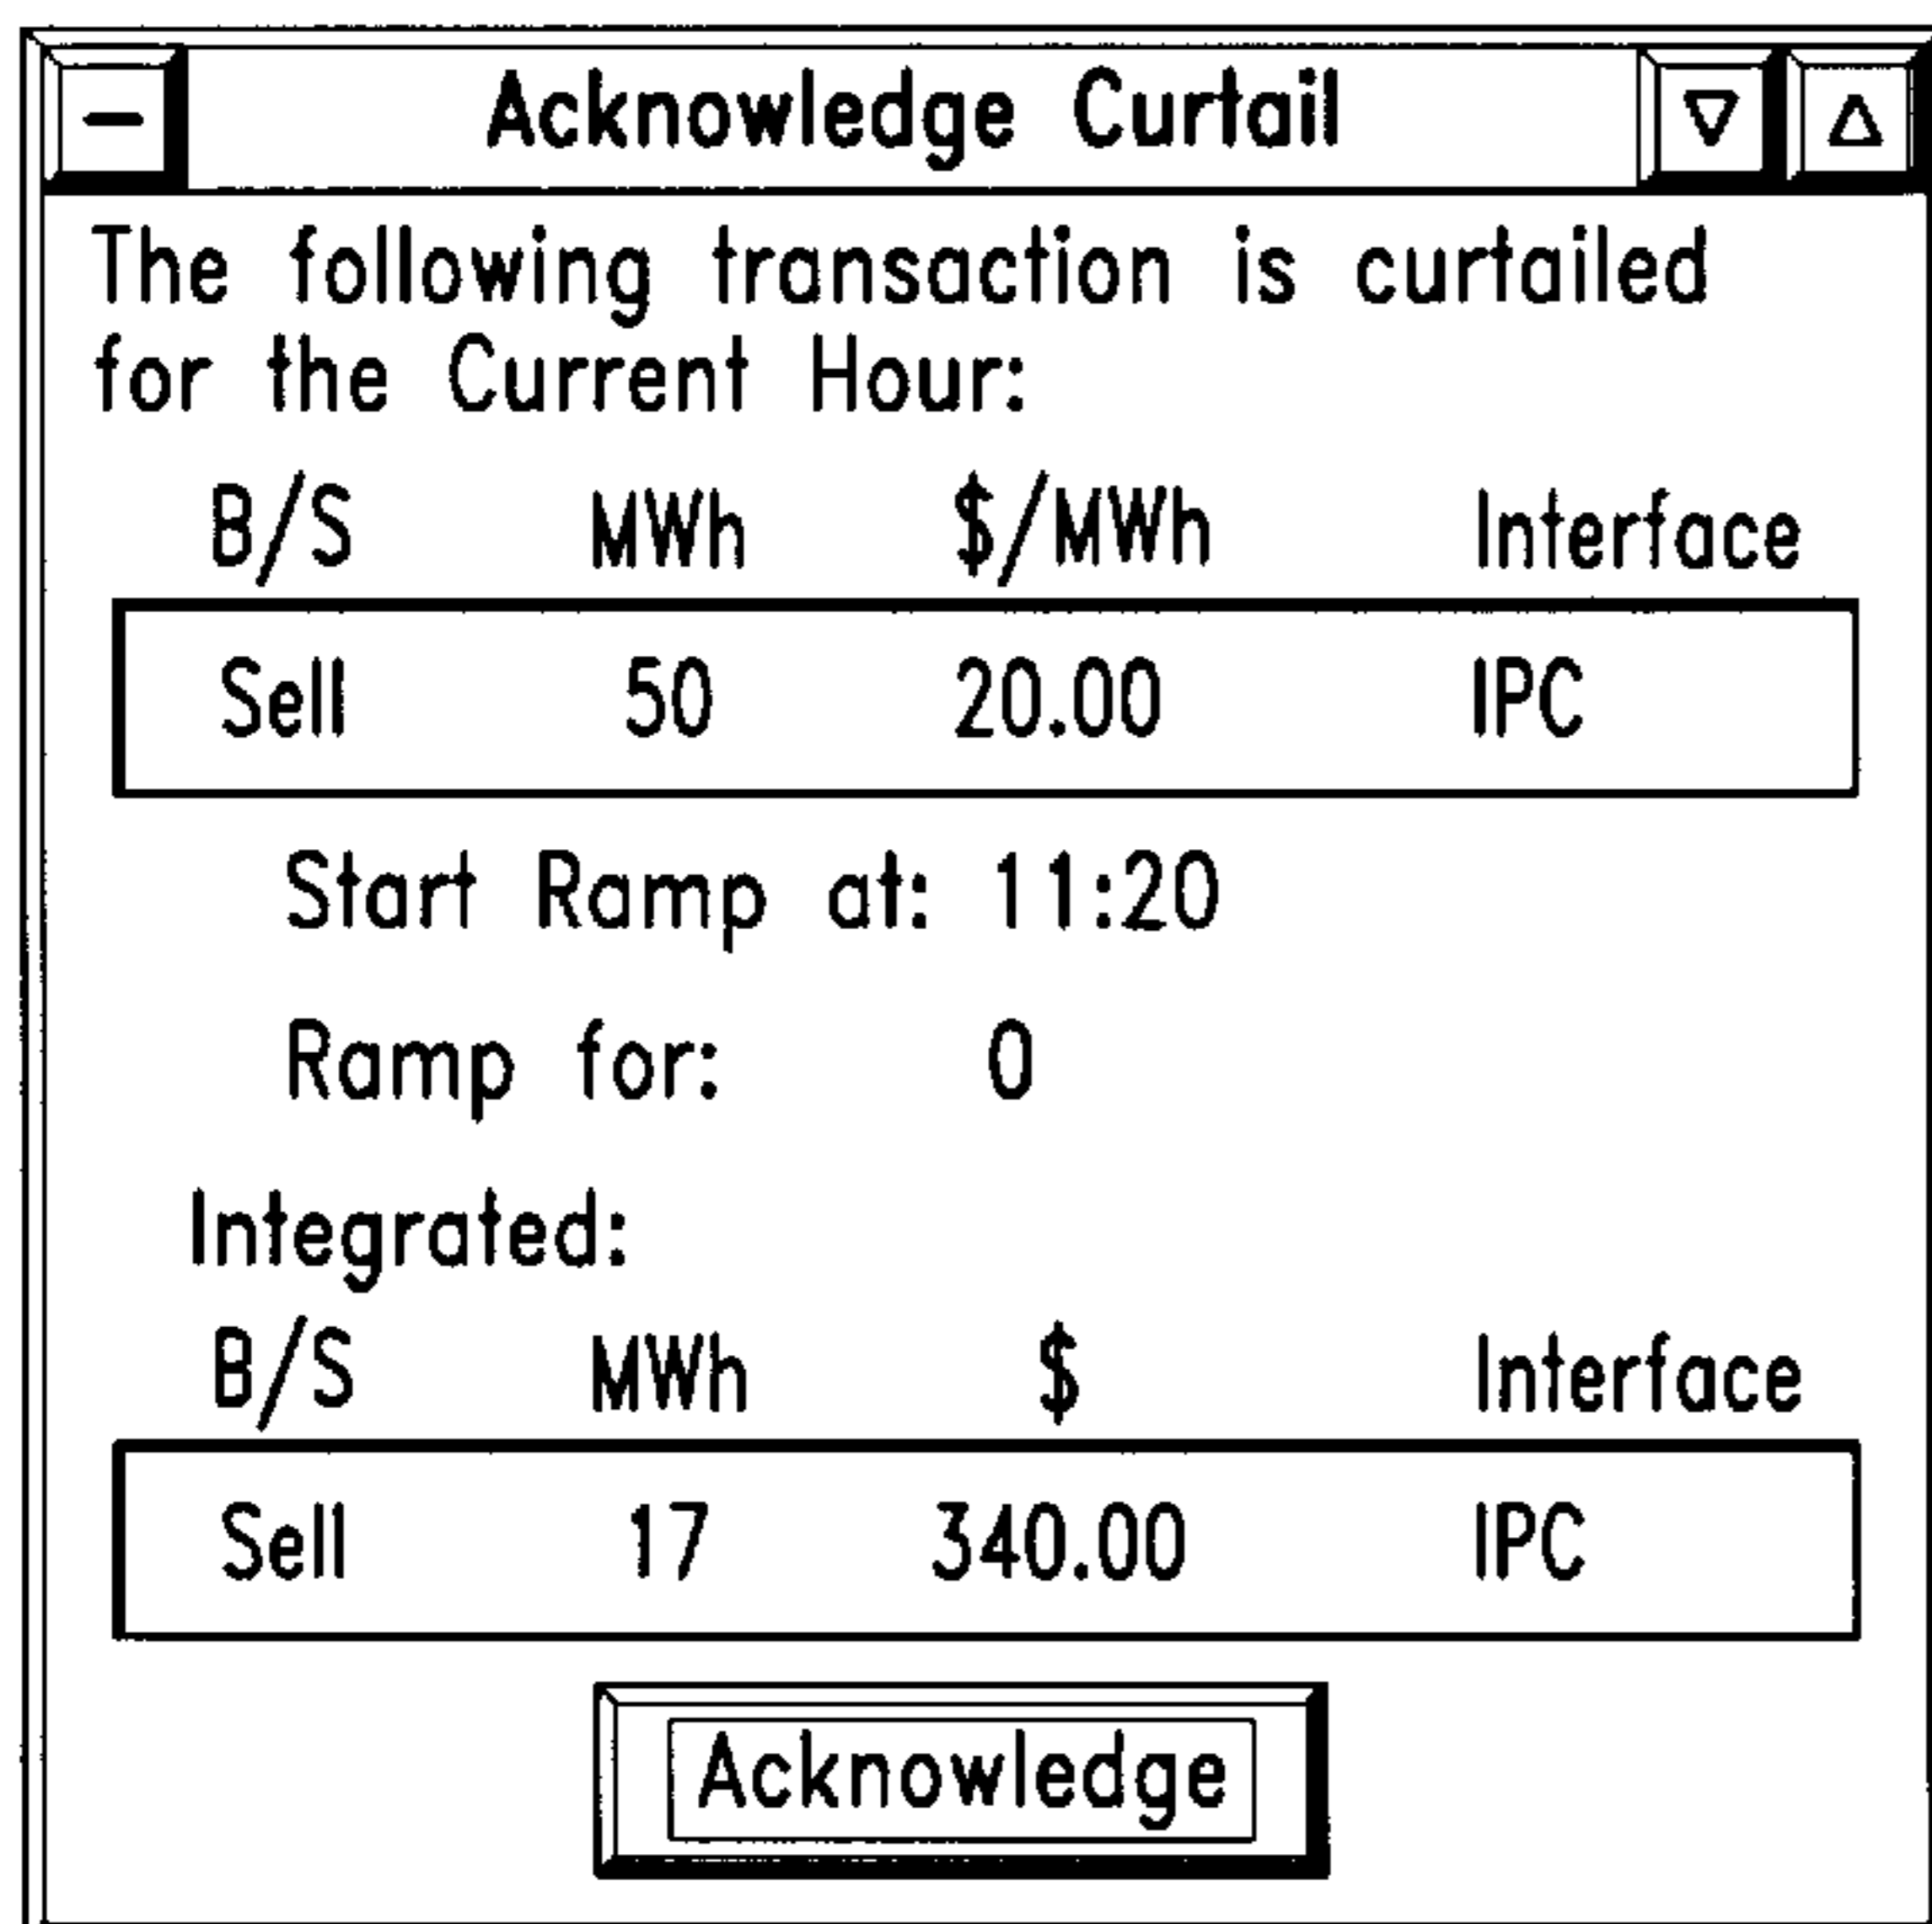 Acknowledge Curtail
The following transaction is curtailed
for the Current Hour:
B/S MWh $/MWh Interface
Sell 50 20.00 IPC
Start Ramp at: 11:20
Ramp for: 0
Integrated:
B/S MWh $ Interface
Sell 17 340.00 IPC
Acknowledge